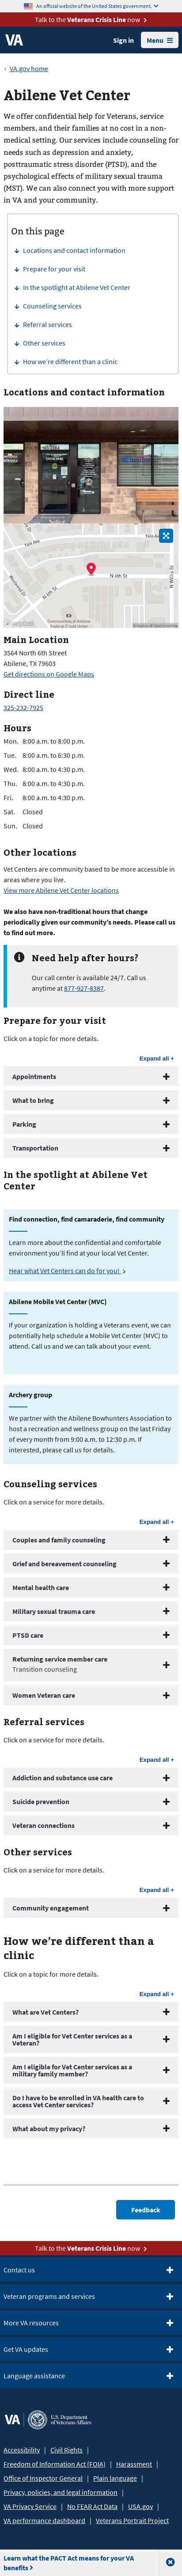 An official website of the United States government.
Talk to the Veterans Crisis Line now
VA
Sign in
Menu
VA.gov home
Abilene Vet Center
We offer confidential help for Veterans, service
members, and their families at no cost in a non-
medical setting. Our services include counseling for
needs such as depression, anxiety,
posttraumatic stress disorder (PTSD), and the
psychological effects of military sexual trauma
(MST). We can also connect you with more support
in VA and your community.
On this page
Locations and contact information
Prepare for your visit
In the spotlight at Abilene Vet Center
Counseling services
Referral services
Other services
How we're different than a clinic
Locations and contact information
N 6th St
N 6th St
N Willis St
Main Location
3564 North 6th Street
Abilene, TX 79603
Get directions on Google Maps
Direct line
325-232-7925
Hours
Mon. 8:00 a.m. to 8:00 p.m.
Tue. 8:00 a.m. to 6:30 p.m.
Wed. 8:00 a.m. to 4:30 p.m.
Thu. 8:00 a.m. to 4:30 p.m.
Fri. 8:00 a.m. to 4:30 p.m.
Sat. Closed
Sun. Closed
Other locations
Vet Centers are community based to be more accessible in
areas where you live.
View more Abilene Vet Center locations
We also have non-traditional hours that change
periodically given our community's needs. Please call us
to find out more.
Need help after hours?
Our call center is available 24/7. Call us
anytime at 877-927-8387.
Prepare for your visit
Click on a topic for more details.
Expand all +
Appointments
What to bring
Parking
Transportation
In the spotlight at Abilene Vet
Center
Find connection, find camaraderie, find community
Learn more about the confidential and comfortable
environment you'll find at your local Vet Center.
Hear what Vet Centers can do for you!
Abilene Mobile Vet Center (MVC)
If your organization is holding a Veterans event, we can
potentially help schedule a Mobile Vet Center (MVC) to
attend. Call us and we can talk about your event.
Archery group
We partner with the Abilene Bowhunters Association to
host a recreation and wellness group on the last Friday
of every month from 9:00 a.m. to 12:30 p.m. If
interested, please call us for details.
Counseling services
Click on a service for more details.
Expand all +
Couples and family counseling
Grief and bereavement counseling
Mental health care
Military sexual trauma care
PTSD care
Returning service member care
Transition counseling
Women Veteran care
Referral services
Click on a service for more details.
Expand all +
Addiction and substance use care
Suicide prevention
Veteran connections
Other services
Click on a service for more details.
Expand all +
Community engagement
How we're different than a
clinic
Click on a topic for more details.
Expand all +
What are Vet Centers?
Am I eligible for Vet Center services as a
Veteran?
Am I eligible for Vet Center services as a
military family member?
Do I have to be enrolled in VA health care to
access Vet Center services?
What about my privacy?
Feedback
Talk to the Veterans Crisis Line now
Contact us
Veteran programs and services
More VA resources
Get VA updates
Language assistance
VA
U.S. Department
of Veterans Affairs
Accessibility | Civil Rights |
Freedom of Information Act (FOIA) | Harassment |
Office of Inspector General | Plain language |
Privacy, policies, and legal information |
VA Privacy Service | No FEAR Act Data | USA.gov |
VA performance dashboard | Veterans Portrait Project
Learn what the PACT Act means for your VA
benefits